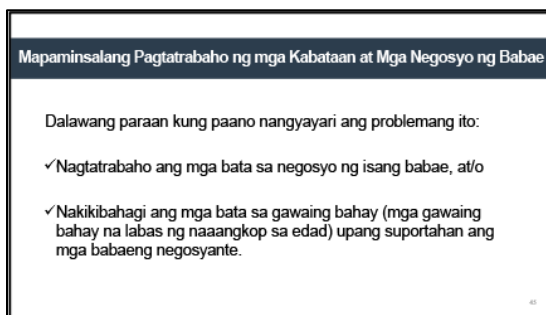 Mapaminsalang Pagtatrabaho ng mga Kabataan at Mga Negosyo ng Babae
Dalawang paraan kung paano nangyayari ang problemang ito:
✓Nagtatrabaho ang mga bata sa negosyo ng isang babae, at/o
✓Nakikibahagi ang mga bata sa gawaing bahay (mga gawaing
bahay na labas ng naaangkop sa edad) upang suportahan ang
mga babaeng negosyante.